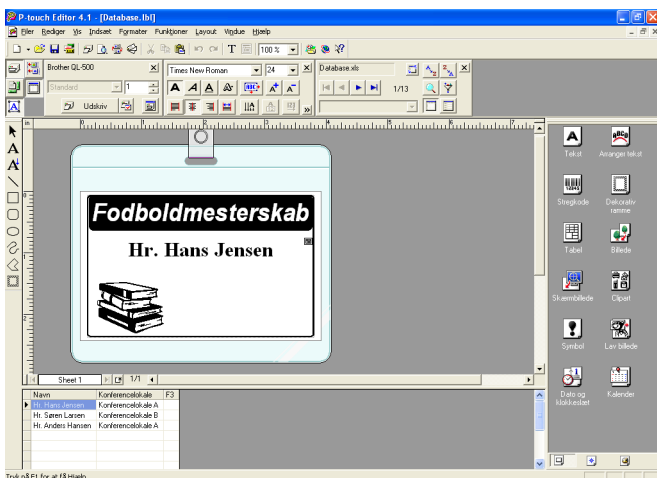 P-touch Editor 4.1 - [Database.lbl]
Filer Rediger Vis Indsæt Formater Funktioner Layout Vindue Hjælp
100 %
Brother QL-500
Times New Roman 24
Database.xls
Standard 1
1/13
Udskriv
Fodboldmesterskab
Hr. Hans Jensen
Sheet 1 1/1
Navn Konferencelokale F3
Hr. Hans Jensen Konferencelokale A
Hr. Søren Larsen Konferencelokale B
Hr. Anders Hansen Konferencelokale A
Tekst Arranger tekst
Stregkode Dekorativ ramme
Tabel Billede
Skærmbillede Clipart
Symbol Lav billede
Dato og klokkeslæt Kalender
Tryk på F1 for at få Hjælp